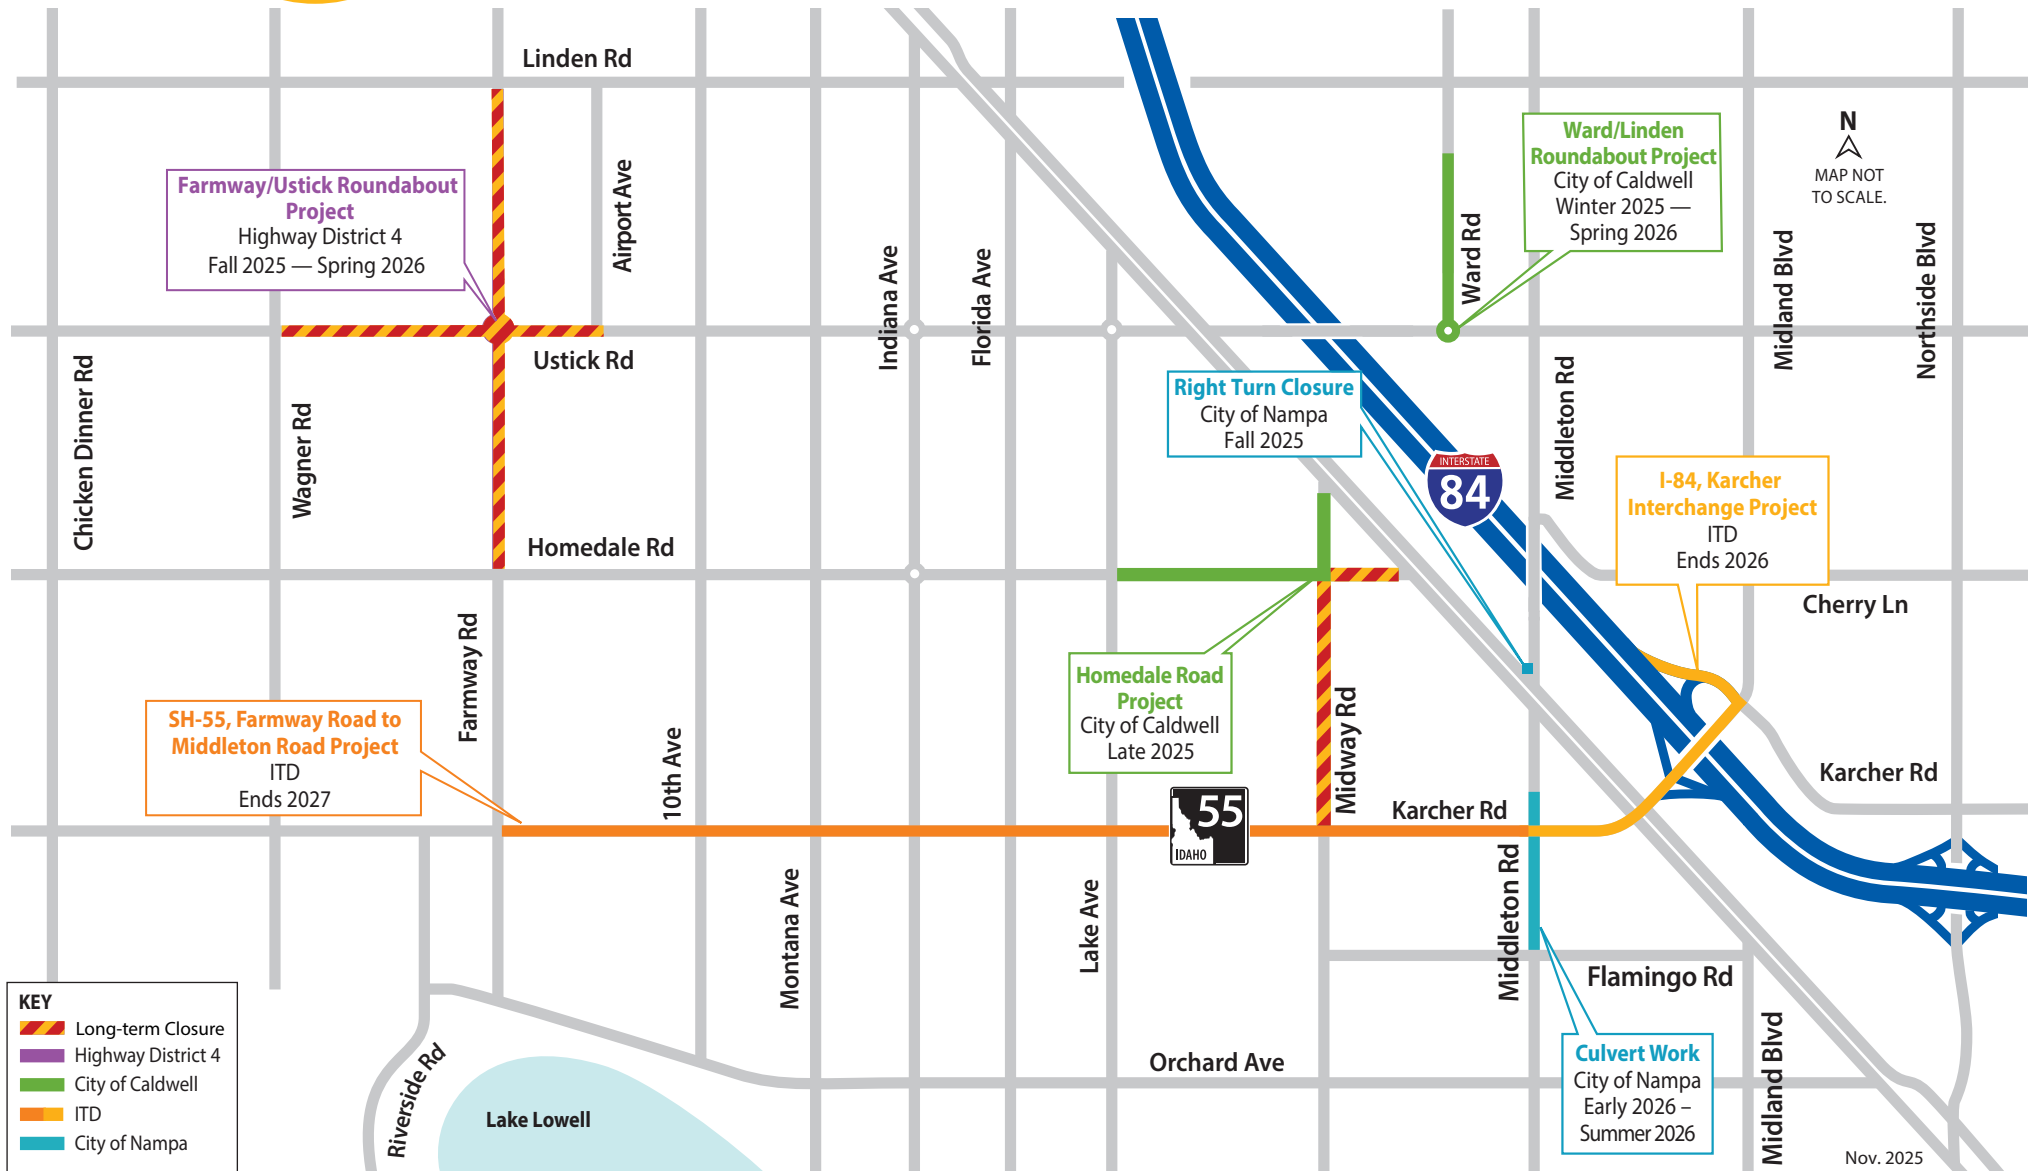 Linden Rd
Farmway/Ustick Roundabout
Project
Highway District 4
Fall 2025 — Spring 2026
Airport Ave
Ward/Linden
Roundabout Project
City of Caldwell
Winter 2025 —
Spring 2026
N
MAP NOT
TO SCALE.
Ward Rd
Indiana Ave
Florida Ave
Midland Blvd
Northside Blvd
Ustick Rd
Chicken Dinner Rd
Wagner Rd
Right Turn Closure
City of Nampa
Fall 2025
Middleton Rd
INTERSTATE
84
I-84, Karcher
Interchange Project
ITD
Ends 2026
Homedale Rd
Cherry Ln
Farmway Rd
Homedale Road
Project
City of Caldwell
Late 2025
Midway Rd
SH-55, Farmway Road to
Middleton Road Project
ITD
Ends 2027
10th Ave
55
IDAHO
Karcher Rd
Karcher Rd
Montana Ave
Lake Ave
Middleton Rd
Flamingo Rd
KEY
Long-term Closure
Highway District 4
City of Caldwell
ITD
City of Nampa
Riverside Rd
Lake Lowell
Orchard Ave
Culvert Work
City of Nampa
Early 2026 –
Summer 2026
Midland Blvd
Nov. 2025